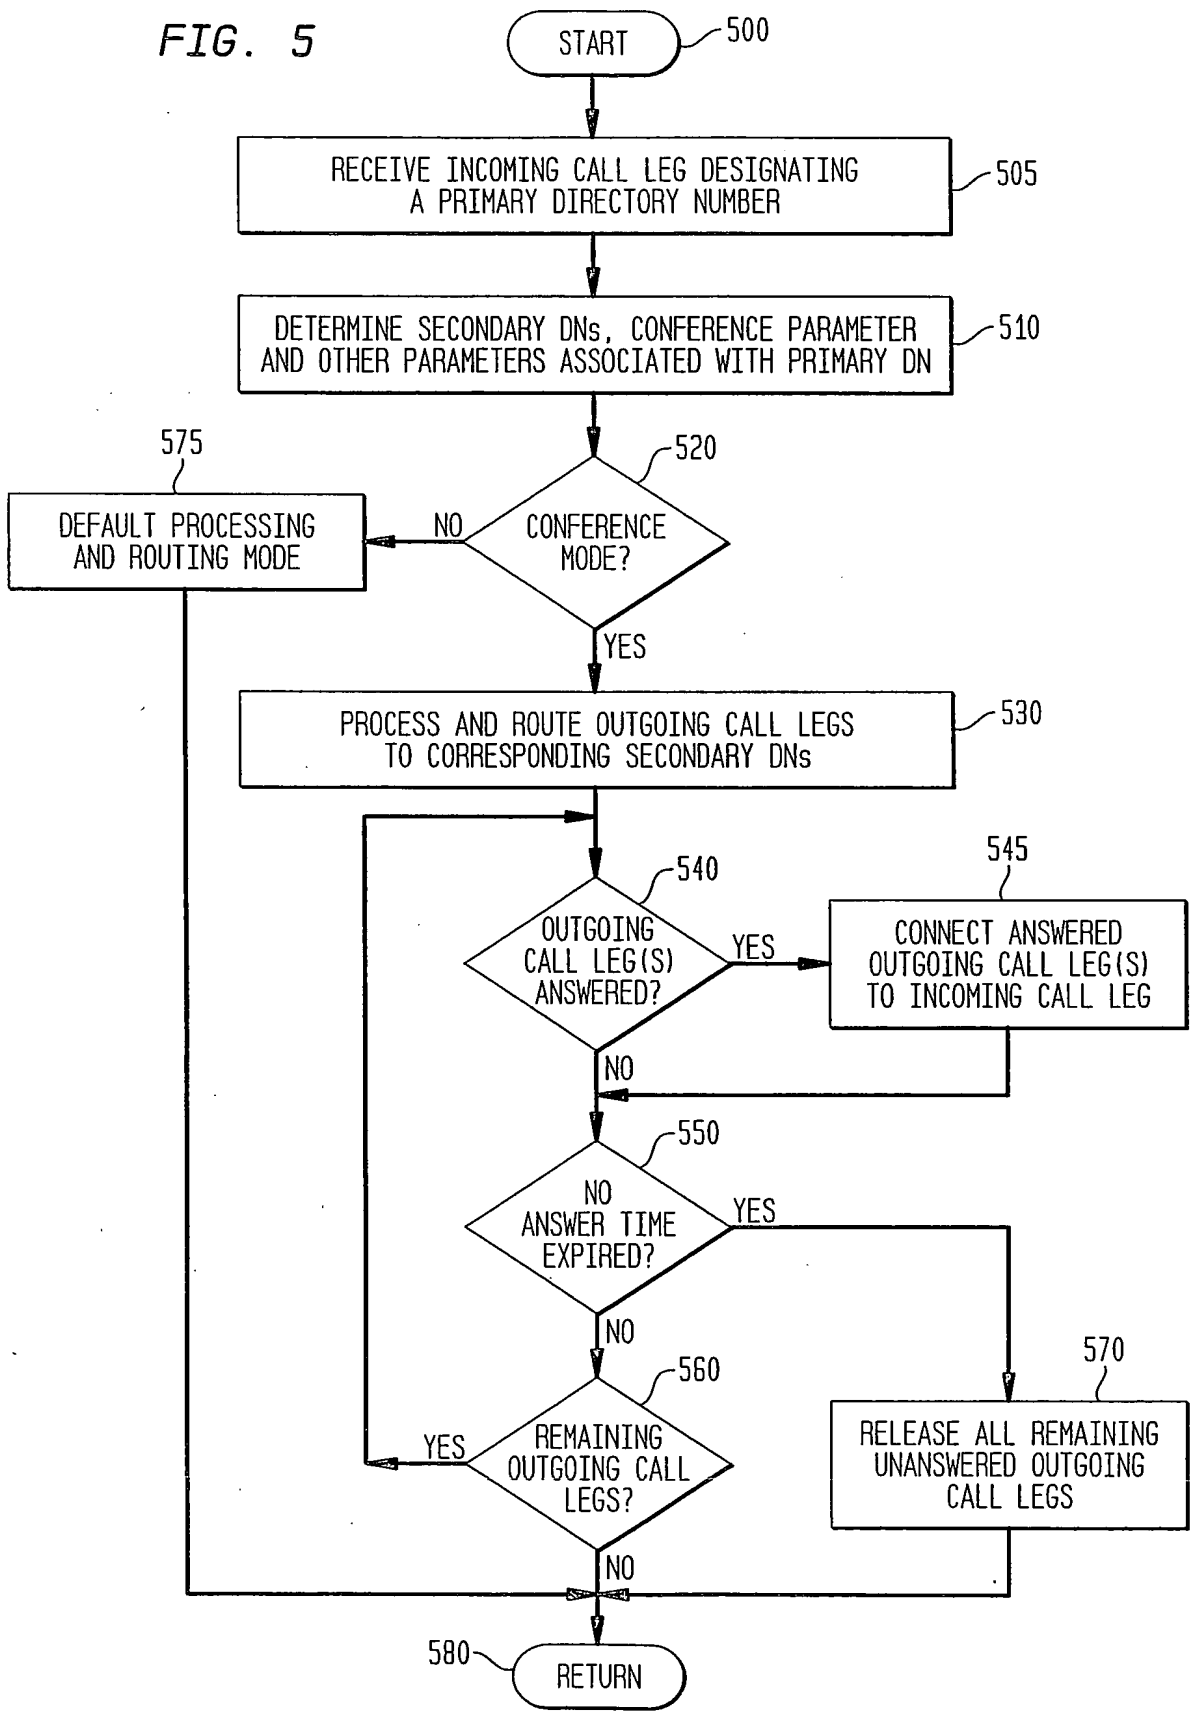 FIG. 5
START
500
RECEIVE INCOMING CALL LEG DESIGNATING
A PRIMARY DIRECTORY NUMBER
505
DETERMINE SECONDARY DNs, CONFERENCE PARAMETER
AND OTHER PARAMETERS ASSOCIATED WITH PRIMARY DN
510
520
CONFERENCE
MODE?
NO
575
DEFAULT PROCESSING
AND ROUTING MODE
YES
PROCESS AND ROUTE OUTGOING CALL LEGS
TO CORRESPONDING SECONDARY DNs
530
540
OUTGOING
CALL LEG(S)
ANSWERED?
YES
545
CONNECT ANSWERED
OUTGOING CALL LEG(S)
TO INCOMING CALL LEG
NO
550
NO
ANSWER TIME
EXPIRED?
YES
NO
560
REMAINING
OUTGOING CALL
LEGS?
YES
570
RELEASE ALL REMAINING
UNANSWERED OUTGOING
CALL LEGS
NO
580
RETURN